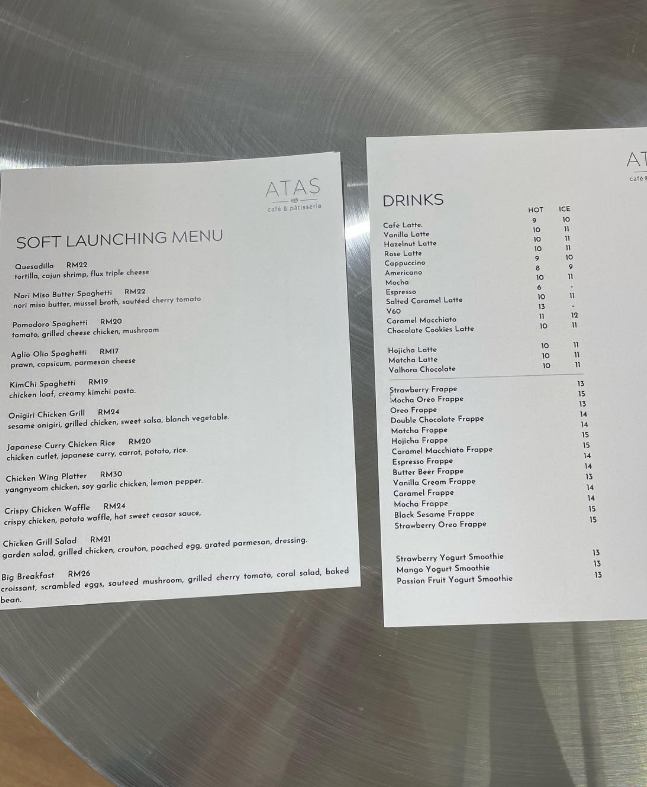 ATAS
café & pâtisserie
SOFT LAUNCHING MENU
Quesadilla RM22
tortilla, cajun shrimp, flux triple cheese
Nori Miso Butter Spaghetti RM22
nori miso butter, mussel broth, sautéed cherry tomato
Pomodoro Spaghetti RM20
tomato, grilled cheese chicken, mushroom
Aglio Olio Spaghetti RM17
prawn, capsicum, parmesan cheese
KimChi Spaghetti RM19
chicken loaf, creamy kimchi pasta.
Onigiri Chicken Grill RM24
sesame onigiri, grilled chicken, sweet salsa, blanch vegetable.
Japanese Curry Chicken Rice RM20
chicken cutlet, japanese curry, carrot, potato, rice.
Chicken Wing Platter RM30
yangnyeom chicken, soy garlic chicken, lemon pepper.
Crispy Chicken Waffle RM24
crispy chicken, potato waffle, hot sweet ceasar sauce,
Chicken Grill Salad RM21
garden salad, grilled chicken, crouton, poached egg, grated parmesan, dressing.
Big Breakfast RM26
croissant, scrambled eggs, sauteed mushroom, grilled cherry tomato, coral salad, baked
bean.
AT
café &
DRINKS
HOT ICE
Cafe Latte 9 10
Vanilla Latte 10 11
Hazelnut Latte 10 11
Rose Latte 10 11
Cappuccino 9 10
Americano 8 9
Mocha 10 11
Espresso 6 -
Salted Caramel Latte 10 11
V60 13 -
Caramel Macchiato 11 12
Chocolate Cookies Latte 10 11
Hojicha Latte 10 11
Matcha Latte 10 11
Valhora Chocolate 10 11
Strawberry Frappe 13
Mocha Oreo Frappe 15
Oreo Frappe 13
Double Chocolate Frappe 14
Matcha Frappe 14
Hojicha Frappe 15
Caramel Macchiato Frappe 15
Espresso Frappe 14
Butter Beer Frappe 14
Vanilla Cream Frappe 13
Caramel Frappe 14
Mocha Frappe 14
Black Sesame Frappe 15
Strawberry Oreo Frappe 15
Strawberry Yogurt Smoothie 13
Mango Yogurt Smoothie 13
Passion Fruit Yogurt Smoothie 13